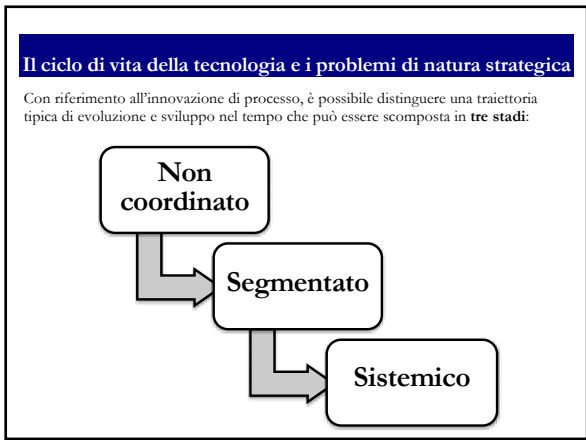 Il ciclo di vita della tecnologia e i problemi di natura strategica
Con riferimento all'innovazione di processo, è possibile distinguere una traiettoria
tipica di evoluzione e sviluppo nel tempo che può essere scomposta in tre stadi:
Non
coordinato
Segmentato
Sistemico